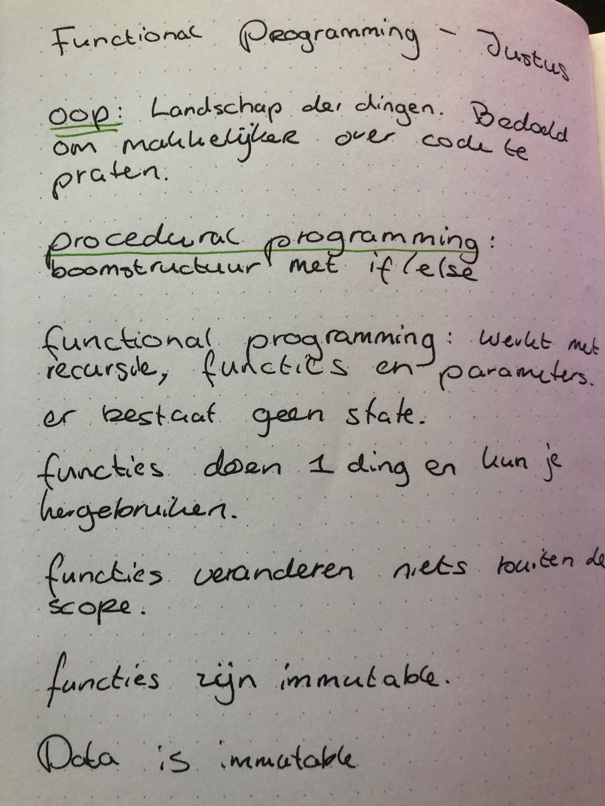 Functional Programming - Justus
oop: Landschap der dingen. Bedoeld
om makkelijker over code te
praten.
procedural programming:
boomstructuur met if/else
functional programming: werkt met
recursie, functies en parameters.
er bestaat geen state.
functies doen 1 ding en kun je
hergebruiken.
functies veranderen niets buiten de
scope.
functies zijn immutable.
Data is immutable